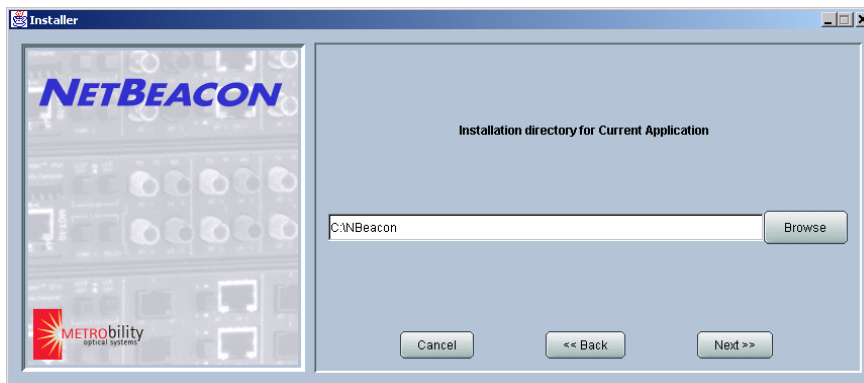 Installer
NETBEACON
METRObility
optical systems
Installation directory for Current Application
C:\NBeacon
Browse
Cancel
<< Back
Next >>